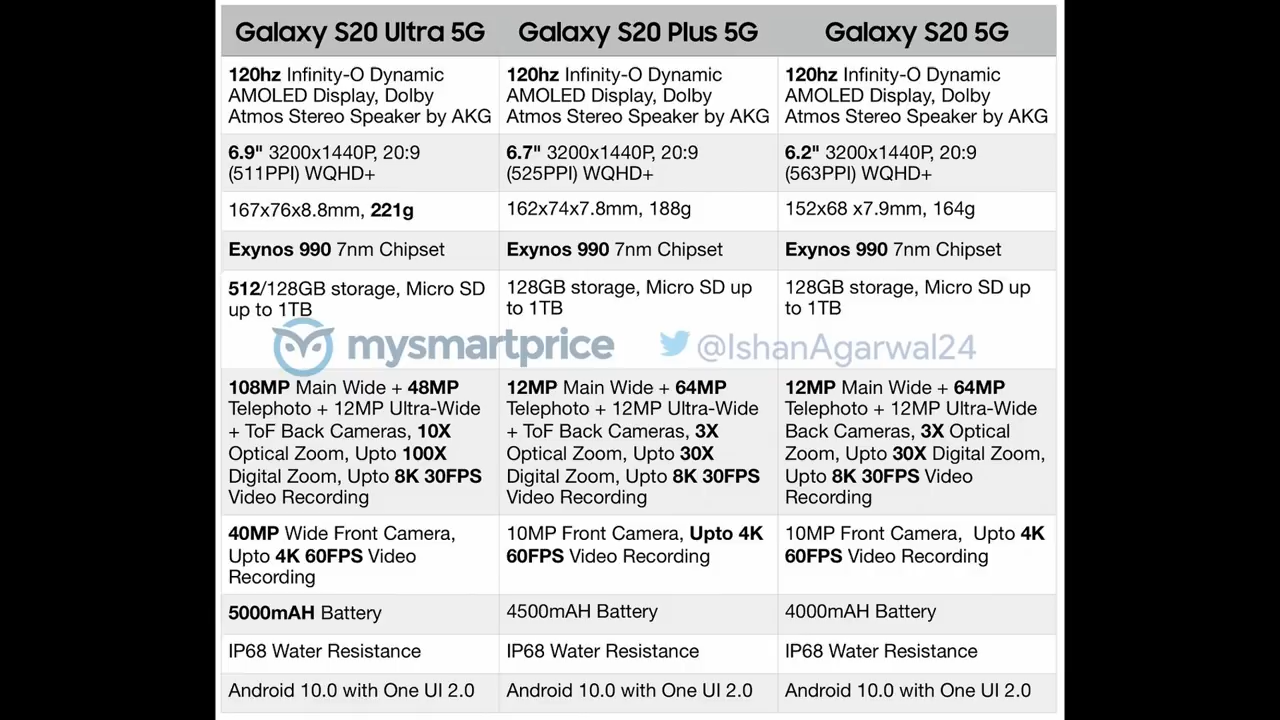 Galaxy S20 Ultra 5G
Galaxy S20 Plus 5G
Galaxy S20 5G
120hz Infinity-O Dynamic
AMOLED Display, Dolby
Atmos Stereo Speaker by AKG
120hz Infinity-O Dynamic
AMOLED Display, Dolby
Atmos Stereo Speaker by AKG
120hz Infinity-O Dynamic
AMOLED Display, Dolby
Atmos Stereo Speaker by AKG
6.9" 3200x1440P, 20:9
(511PPI) WQHD+
6.7" 3200x1440P, 20:9
(525PPI) WQHD+
6.2" 3200x1440P, 20:9
(563PPI) WQHD+
167x76x8.8mm, 221g
162x74x7.8mm, 188g
152x68 x7.9mm, 164g
Exynos 990 7nm Chipset
Exynos 990 7nm Chipset
Exynos 990 7nm Chipset
512/128GB storage, Micro SD
up to 1TB
128GB storage, Micro SD up
to 1TB
128GB storage, Micro SD up
to 1TB
mysmartprice
@IshanAgarwal24
108MP Main Wide + 48MP
Telephoto + 12MP Ultra-Wide
+ ToF Back Cameras, 10X
Optical Zoom, Upto 100X
Digital Zoom, Upto 8K 30FPS
Video Recording
12MP Main Wide + 64MP
Telephoto + 12MP Ultra-Wide
+ ToF Back Cameras, 3X
Optical Zoom, Upto 30X
Digital Zoom, Upto 8K 30FPS
Video Recording
12MP Main Wide + 64MP
Telephoto + 12MP Ultra-Wide
Back Cameras, 3X Optical
Zoom, Upto 30X Digital Zoom,
Upto 8K 30FPS Video
Recording
40MP Wide Front Camera,
Upto 4K 60FPS Video
Recording
10MP Front Camera, Upto 4K
60FPS Video Recording
10MP Front Camera,  Upto 4K
60FPS Video Recording
5000mAH Battery
4500mAH Battery
4000mAH Battery
IP68 Water Resistance
IP68 Water Resistance
IP68 Water Resistance
Android 10.0 with One UI 2.0
Android 10.0 with One UI 2.0
Android 10.0 with One UI 2.0